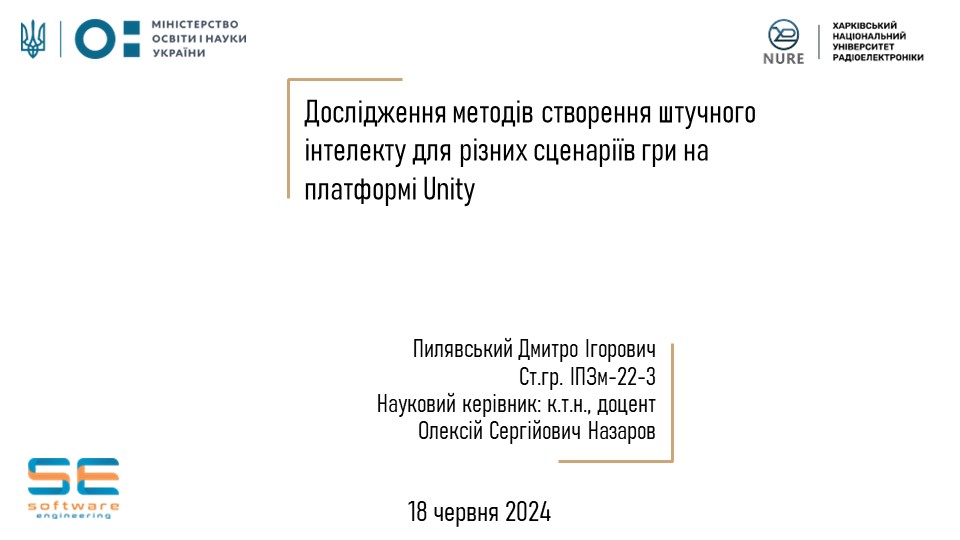 МІНІСТЕРСТВО
ОСВІТИ І НАУКИ
УКРАЇНИ
NURE
ХАРКІВСЬКИЙ
НАЦІОНАЛЬНИЙ
УНІВЕРСИТЕТ
РАДІОЕЛЕКТРОНІКИ
Дослідження методів створення штучного
інтелекту для різних сценаріїв гри на
платформі Unity
Пилявський Дмитро Ігорович
Ст.гр. ІПЗм-22-3
Науковий керівник: к.т.н., доцент
Олексій Сергійович Назаров
SE
software
engineering
18 червня 2024